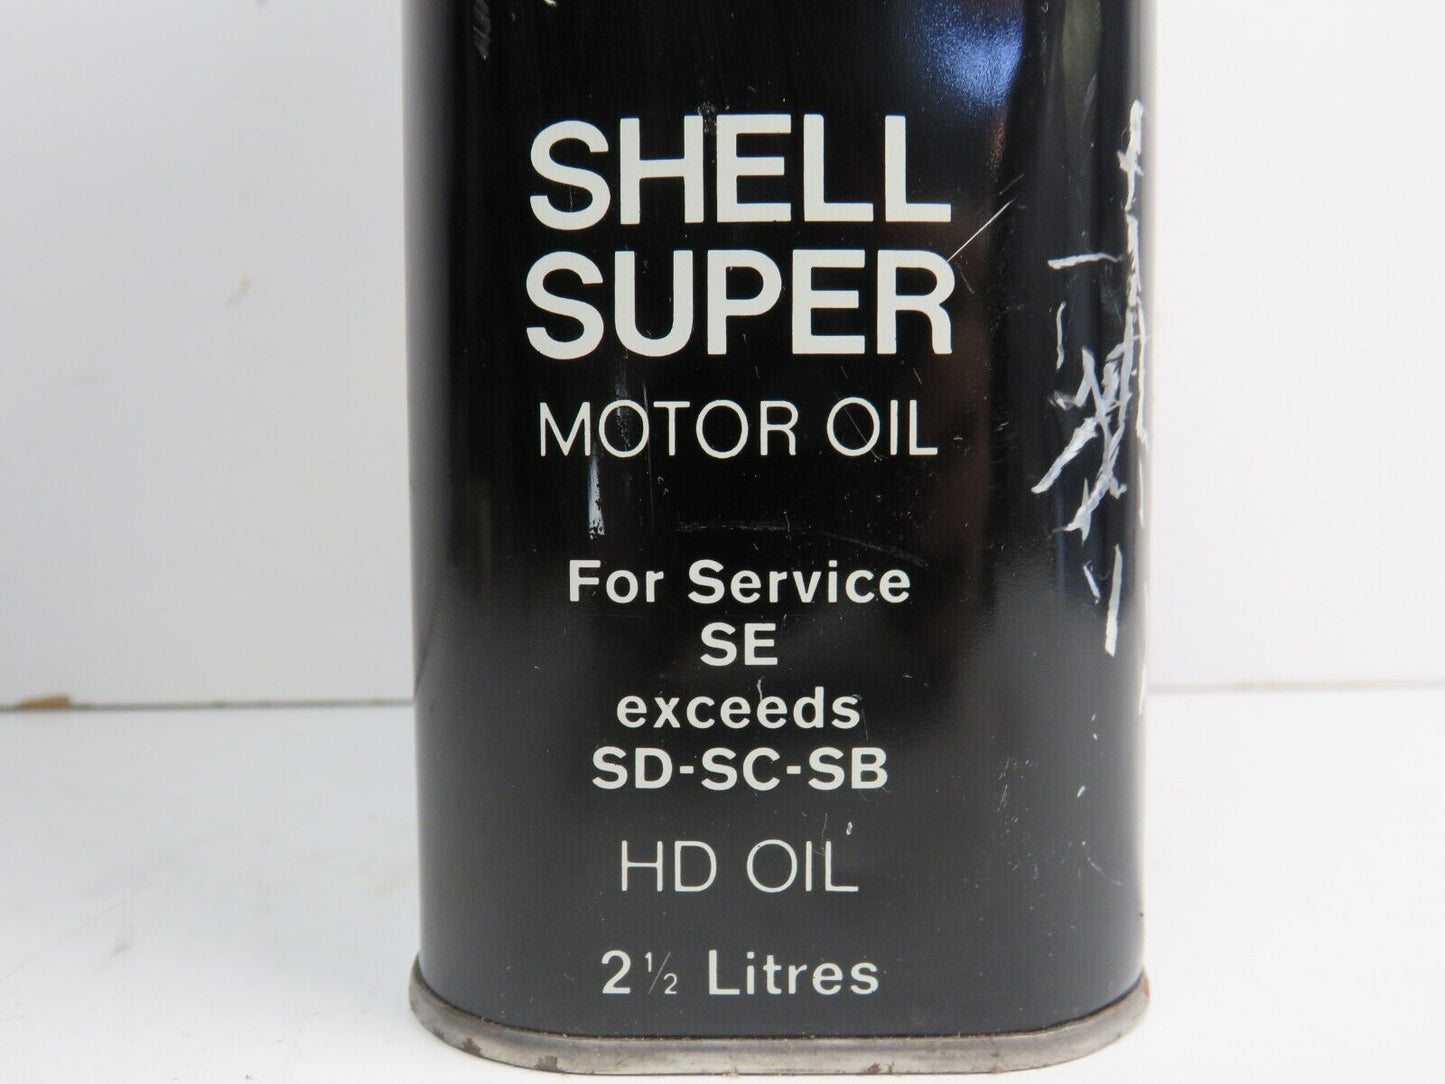 SHELL
SUPER
MOTOR OIL
For Service
SE
exceeds
SD-SC-SB
HD OIL
2½ Litres